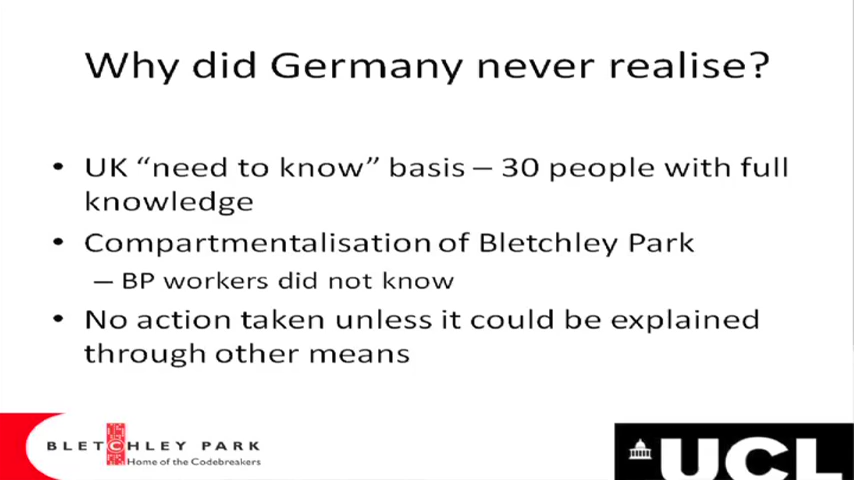 Why did Germany never realise?
• UK “need to know” basis – 30 people with full
knowledge
• Compartmentalisation of Bletchley Park
– BP workers did not know
• No action taken unless it could be explained
through other means
BLETCHLEY PARK
Home of the Codebreakers
UCL